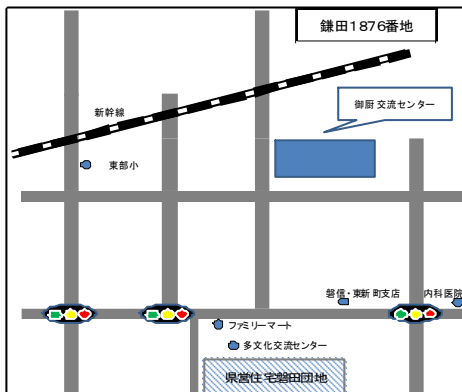 鎌田1876番地
新幹線
御厨交流センター
東部小
磐信・東新町支店
内科医院
ファミリーマート
多文化交流センター
県営住宅磐田団地